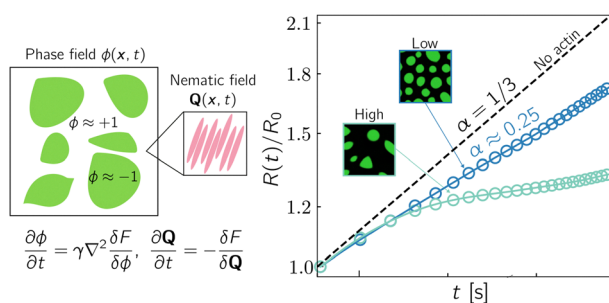 Phase field ϕ(x, t)
ϕ ≈ +1
ϕ ≈ −1
Nematic field
Q(x, t)
∂ϕ/∂t = γ∇² δF/δϕ, ∂Q/∂t = − δF/δQ
R(t)/R₀
2.1
1.8
1.5
1.2
1.0
Low
High
No actin
α = 1/3
α ≈ 0.25
t [s]